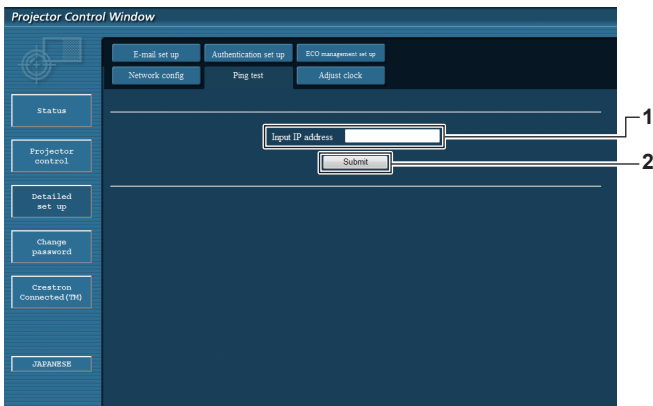 Projector Control Window
E-mail set up
Authentication set up
ECO management set up
Network config
Ping test
Adjust clock
Status
Projector
control
Detailed
set up
Change
password
Crestron
Connected(TM)
JAPANESE
Input IP address
Submit
1
2